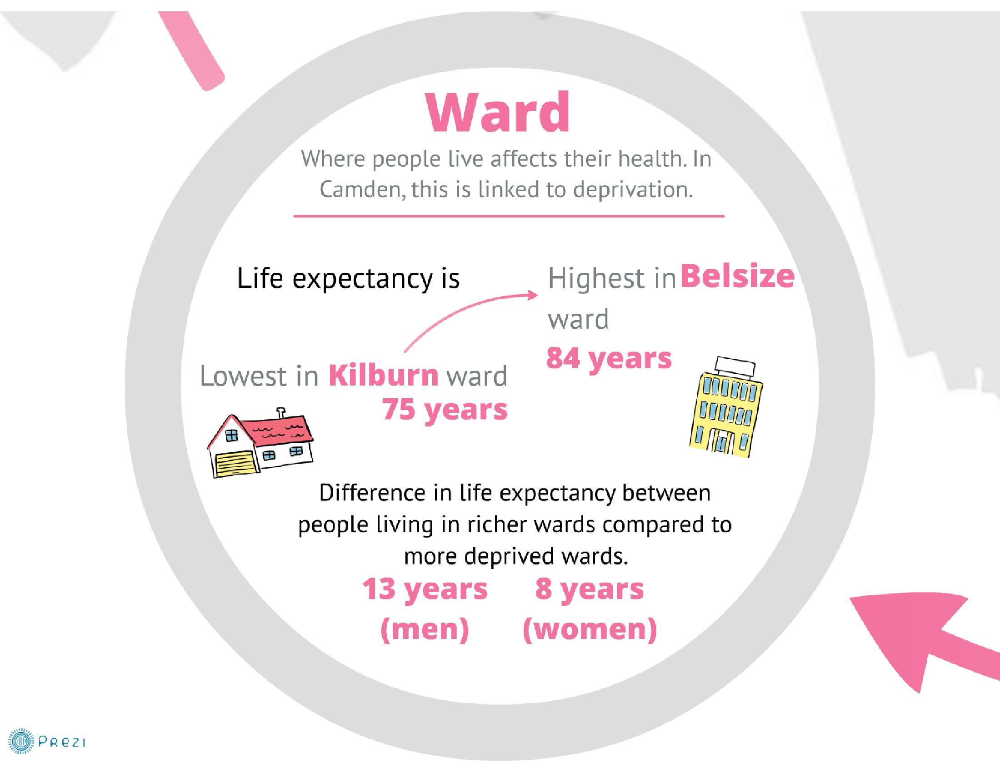 Ward
Where people live affects their health. In
Camden, this is linked to deprivation.
Life expectancy is
Highest in Belsize
ward
84 years
Lowest in Kilburn ward
75 years
Difference in life expectancy between
people living in richer wards compared to
more deprived wards.
13 years 8 years
(men) (women)
Prezi